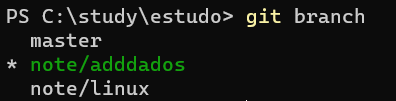 PS C:\study\estudo> git branch
  master
* note/adddados
  note/linux